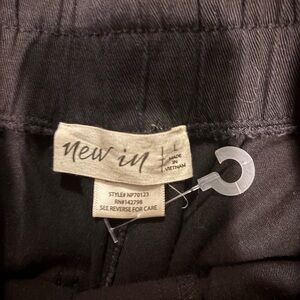 new in
L
MADE
IN
VIETNAM
STYLE# NP70123
RN#142798
SEE REVERSE FOR CARE